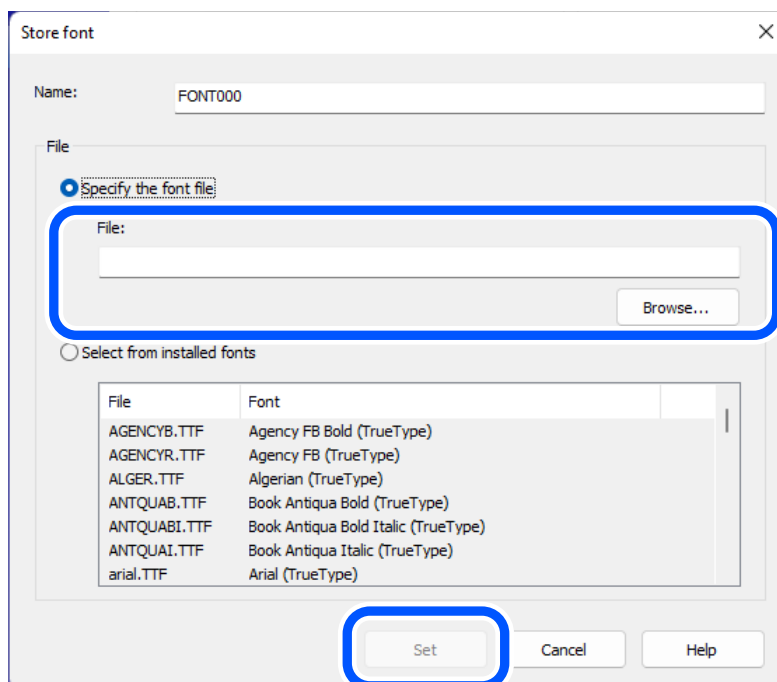 Store font
Name: FONT000
File
Specify the font file
File:
Browse...
Select from installed fonts
File Font
AGENCYB.TTF Agency FB Bold (TrueType)
AGENCYR.TTF Agency FB (TrueType)
ALGER.TTF Algerian (TrueType)
ANTQUAB.TTF Book Antiqua Bold (TrueType)
ANTQUABI.TTF Book Antiqua Bold Italic (TrueType)
ANTQUAI.TTF Book Antiqua Italic (TrueType)
arial.TTF Arial (TrueType)
Set Cancel Help